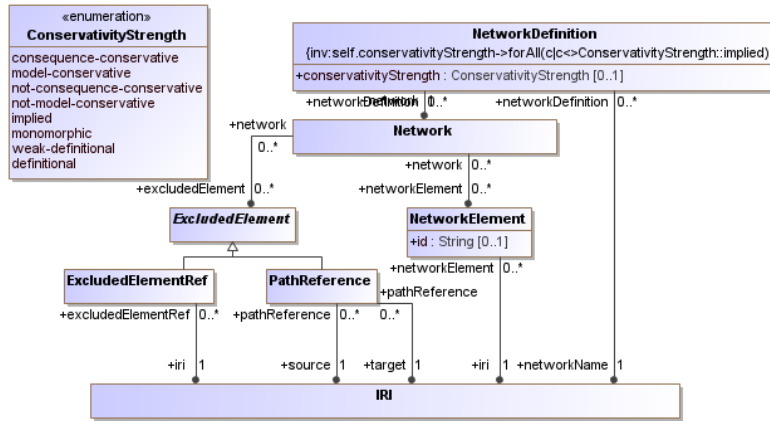 «enumeration»
ConservativityStrength
consequence-conservative
model-conservative
not-consequence-conservative
not-model-conservative
implied
monomorphic
weak-definitional
definitional
NetworkDefinition
{inv:self.conservativityStrength->forAll(c|c<>ConservativityStrength::implied)}
+conservativityStrength : ConservativityStrength [0..1]
+networkDefinition 0..*
+network 1
+networkDefinition 0..*
Network
+network
0..*
+excludedElement 0..*
+network 0..*
+networkElement 0..*
ExcludedElement
NetworkElement
+id : String [0..1]
ExcludedElementRef
PathReference
+networkElement 0..*
+excludedElementRef 0..*
+pathReference 0..*
+pathReference
0..*
+iri 1
+source 1
+target 1
+iri 1
+networkName 1
IRI